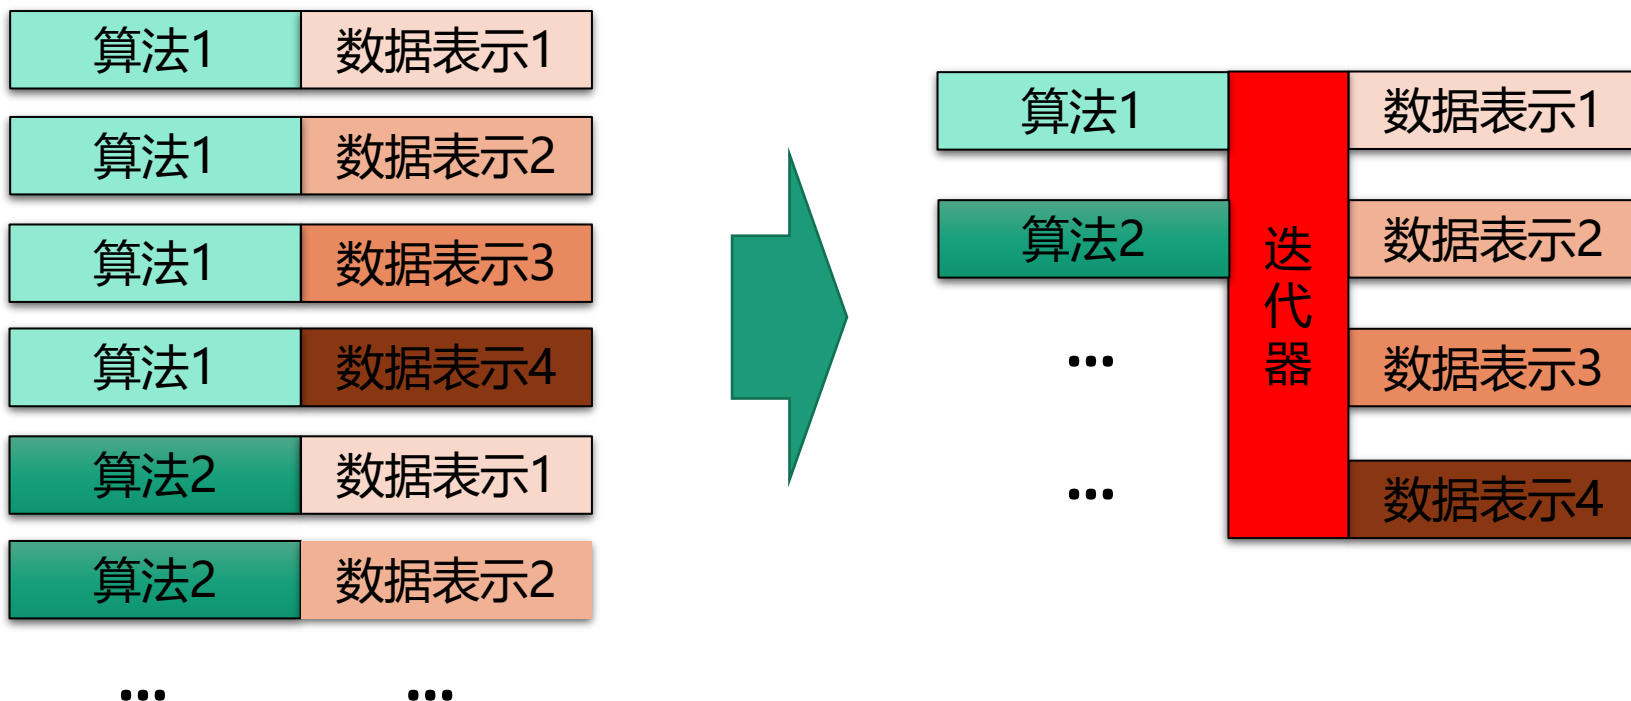 算法1 数据表示1
算法1 数据表示2
算法1 数据表示3
算法1 数据表示4
算法2 数据表示1
算法2 数据表示2
... ...
算法1
算法2
...
...
迭代器
数据表示1
数据表示2
数据表示3
数据表示4